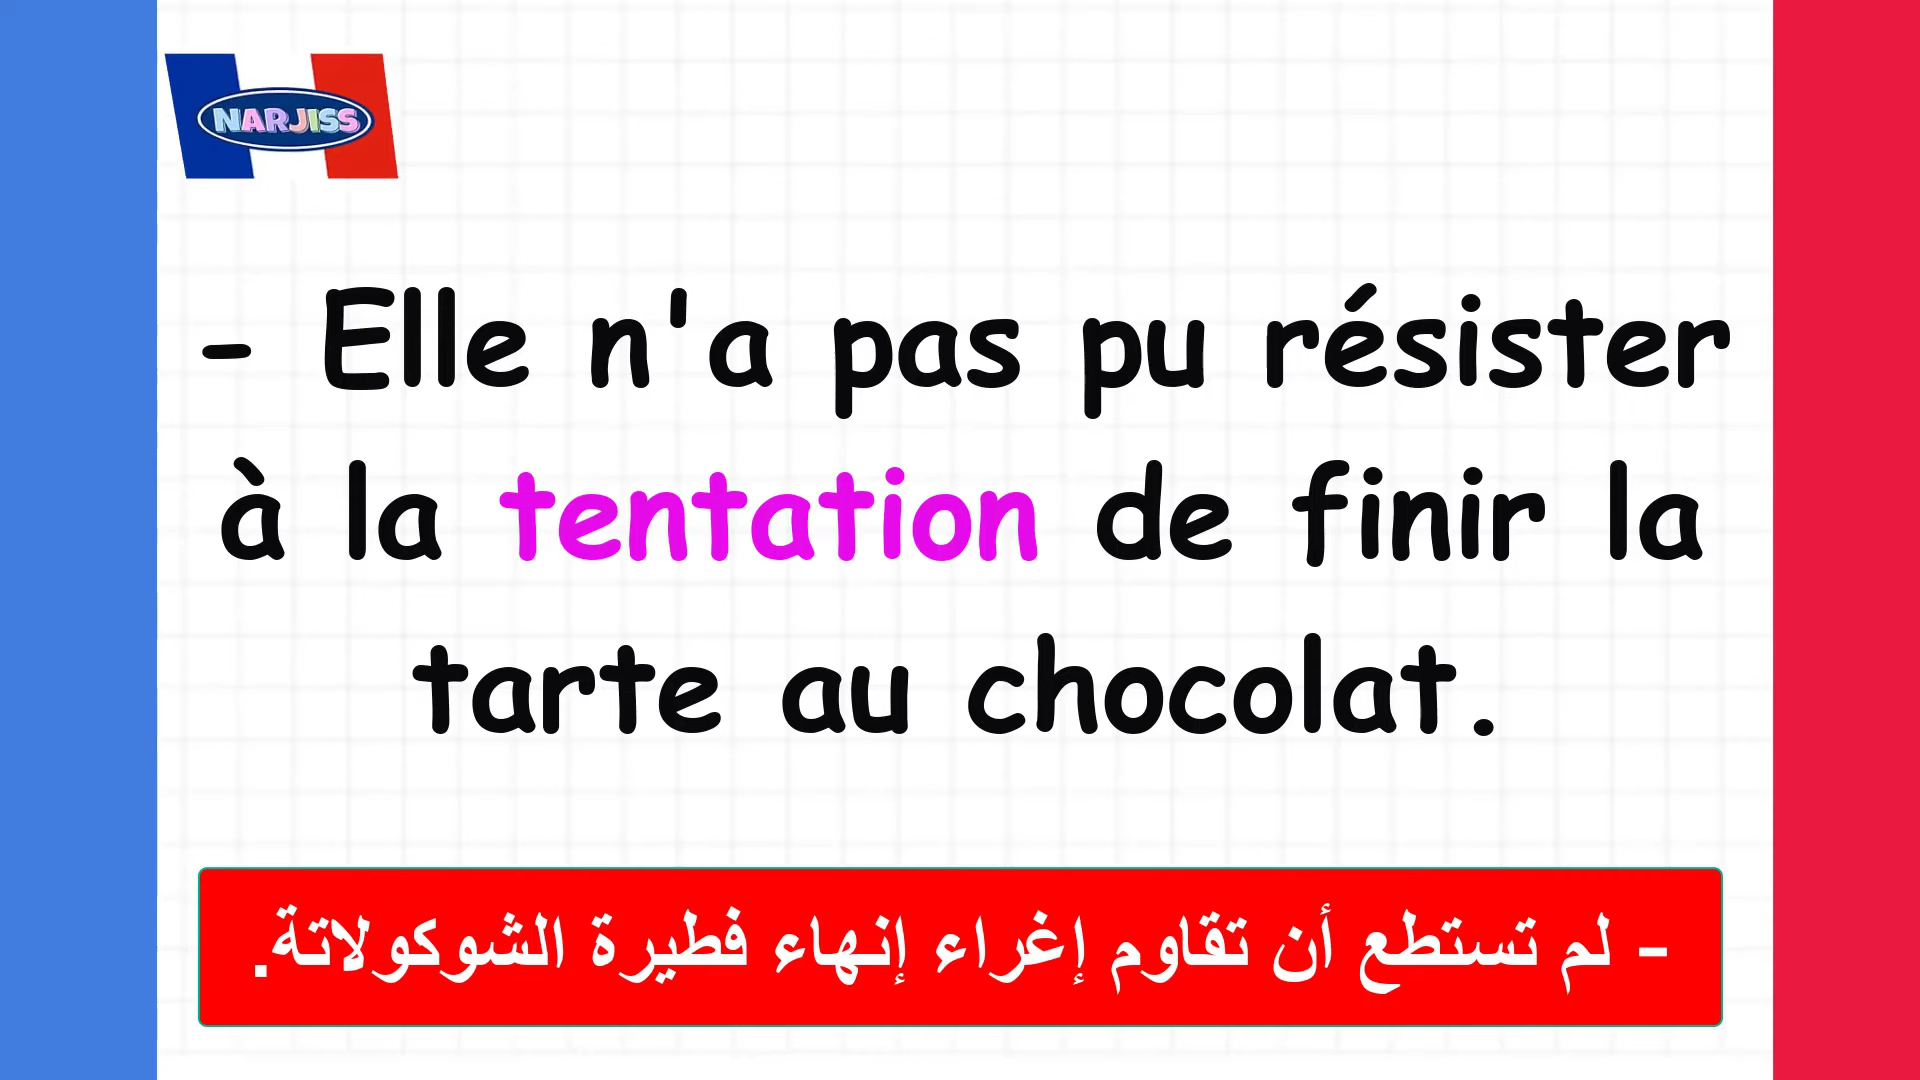 NARJISS
- Elle n'a pas pu résister
à la tentation de finir la
tarte au chocolat.
- لم تستطع أن تقاوم إغراء إنهاء فطيرة الشوكولاتة.